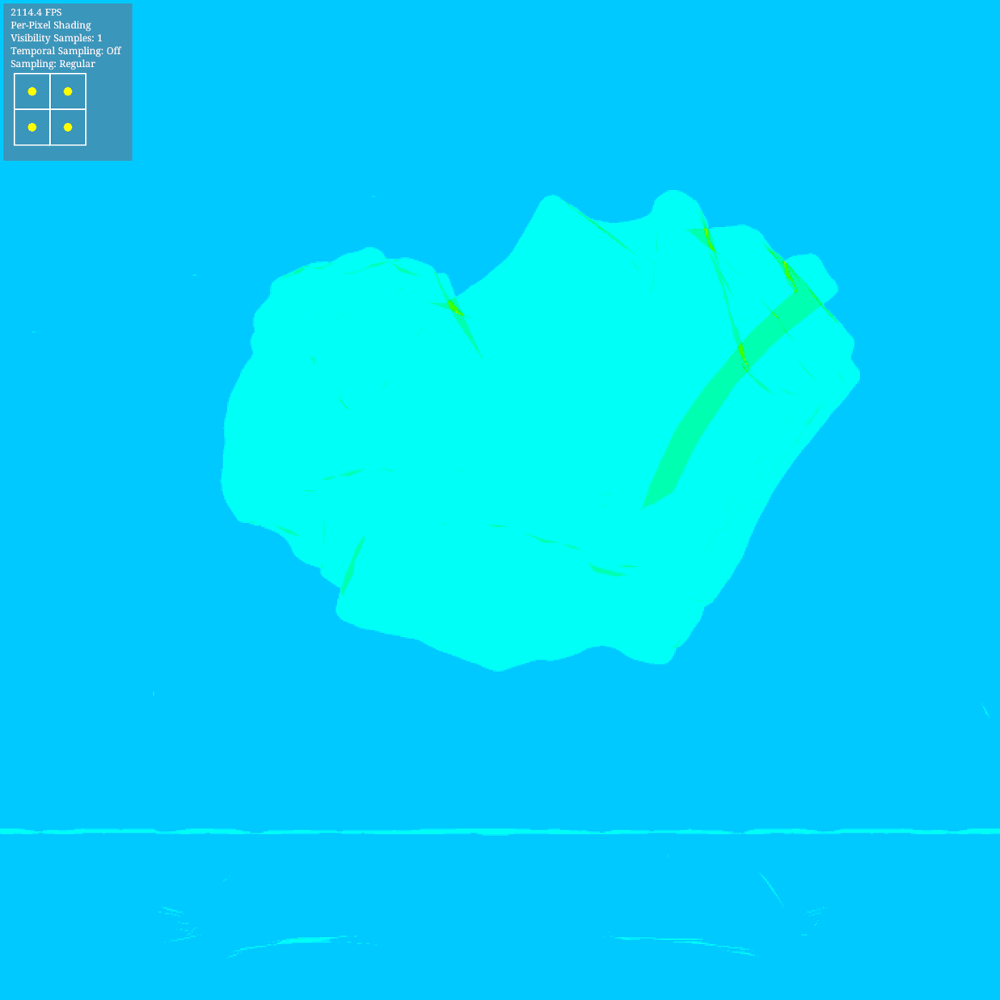 2114.4 FPS
Per-Pixel Shading
Visibility Samples: 1
Temporal Sampling: Off
Sampling: Regular